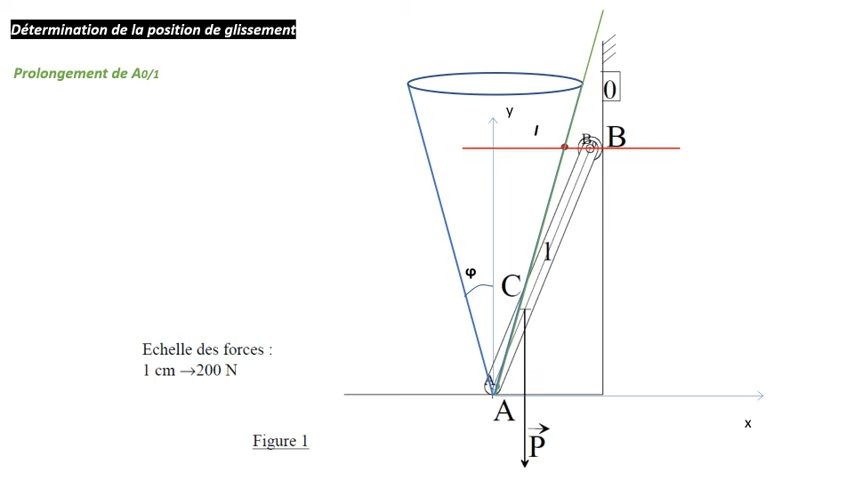 Détermination de la position de glissement
Prolongement de A0/1
0
y
I
B
B
1
φ
C
Echelle des forces :
1 cm →200 N
A
A
x
P
Figure 1